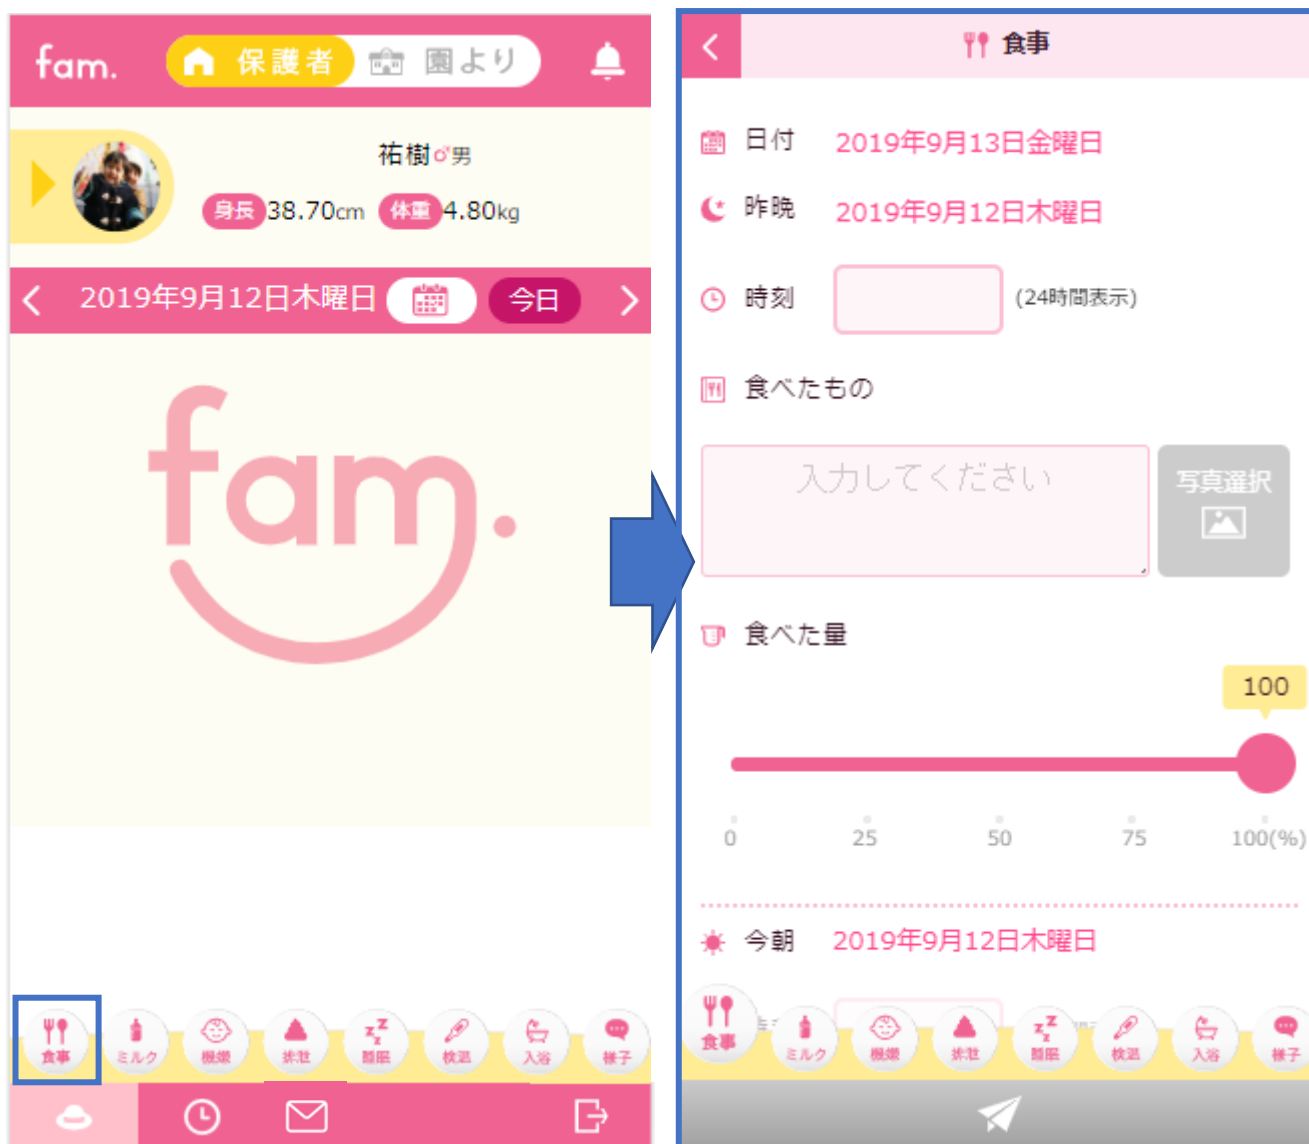 fam.
保護者
園より
祐樹♂男
身長 38.70cm 体重 4.80kg
2019年9月12日木曜日
今日
fam.
食事
ミルク
機嫌
排泄
睡眠
検温
入浴
様子
食事
日付 2019年9月13日金曜日
昨晩 2019年9月12日木曜日
時刻 (24時間表示)
食べたもの
入力してください
写真選択
食べた量
100
0 25 50 75 100(%)
今朝 2019年9月12日木曜日
食事
ミルク
機嫌
排泄
睡眠
検温
入浴
様子